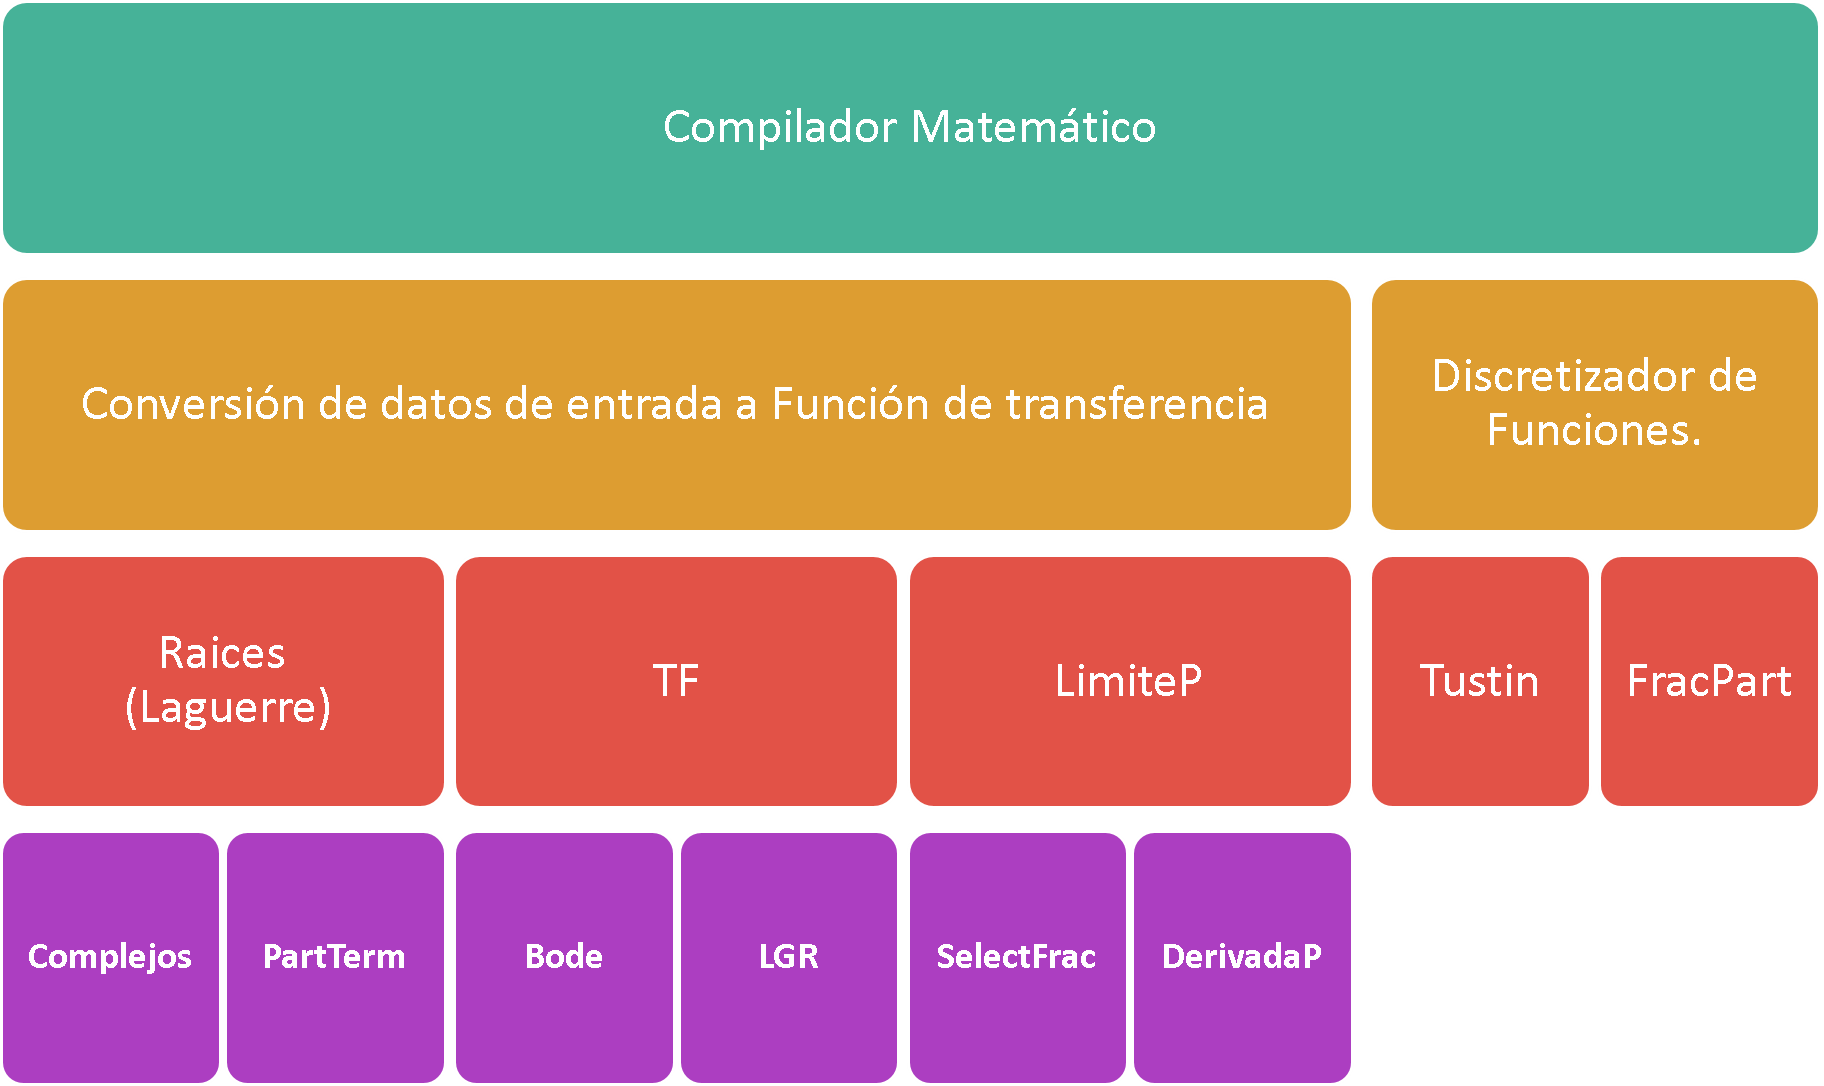 Compilador Matemático
Conversión de datos de entrada a Función de transferencia
Discretizador de
Funciones.
Raices
(Laguerre)
TF
LimiteP
Tustin
FracPart
Complejos
PartTerm
Bode
LGR
SelectFrac
DerivadaP